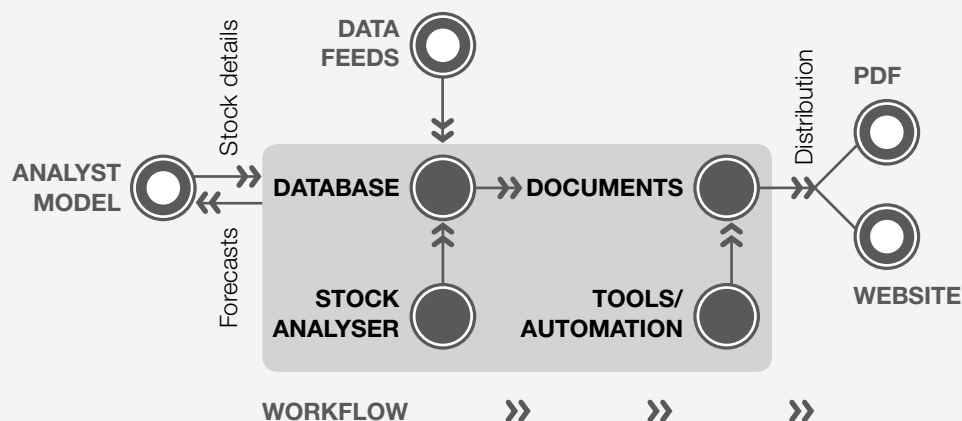 DATA
FEEDS
Stock details
Distribution
PDF
ANALYST
MODEL
DATABASE
DOCUMENTS
Forecasts
STOCK
ANALYSER
TOOLS/
AUTOMATION
WEBSITE
WORKFLOW